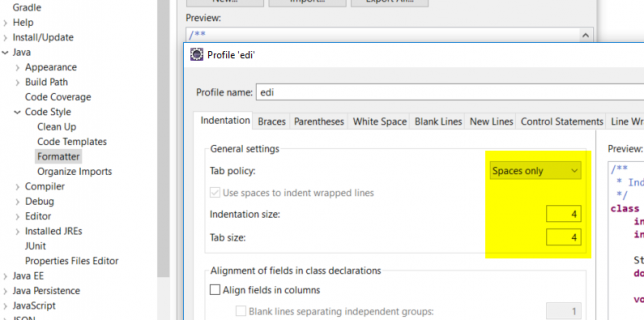 Gradle
Help
Install/Update
Java
Appearance
Build Path
Code Coverage
Code Style
Clean Up
Code Templates
Formatter
Organize Imports
Compiler
Debug
Editor
Installed JREs
JUnit
Properties Files Editor
Java EE
Java Persistence
JavaScript
JSON
New... Import... Export All...
Preview:
/**
Profile 'edi'
Profile name: edi
Indentation Braces Parentheses White Space Blank Lines New Lines Control Statements Line Wr
General settings
Tab policy: Spaces only
Use spaces to indent wrapped lines
Indentation size: 4
Tab size: 4
Alignment of fields in class declarations
Align fields in columns
Blank lines separating independent groups: 1
Preview:
/**
* Ind
*/
class
in
in
St
do
vo